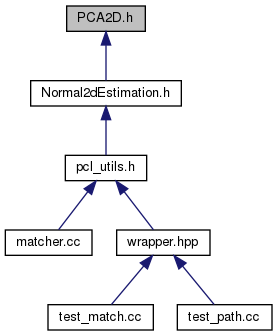 PCA2D.h
Normal2dEstimation.h
pcl_utils.h
matcher.cc
wrapper.hpp
test_match.cc
test_path.cc